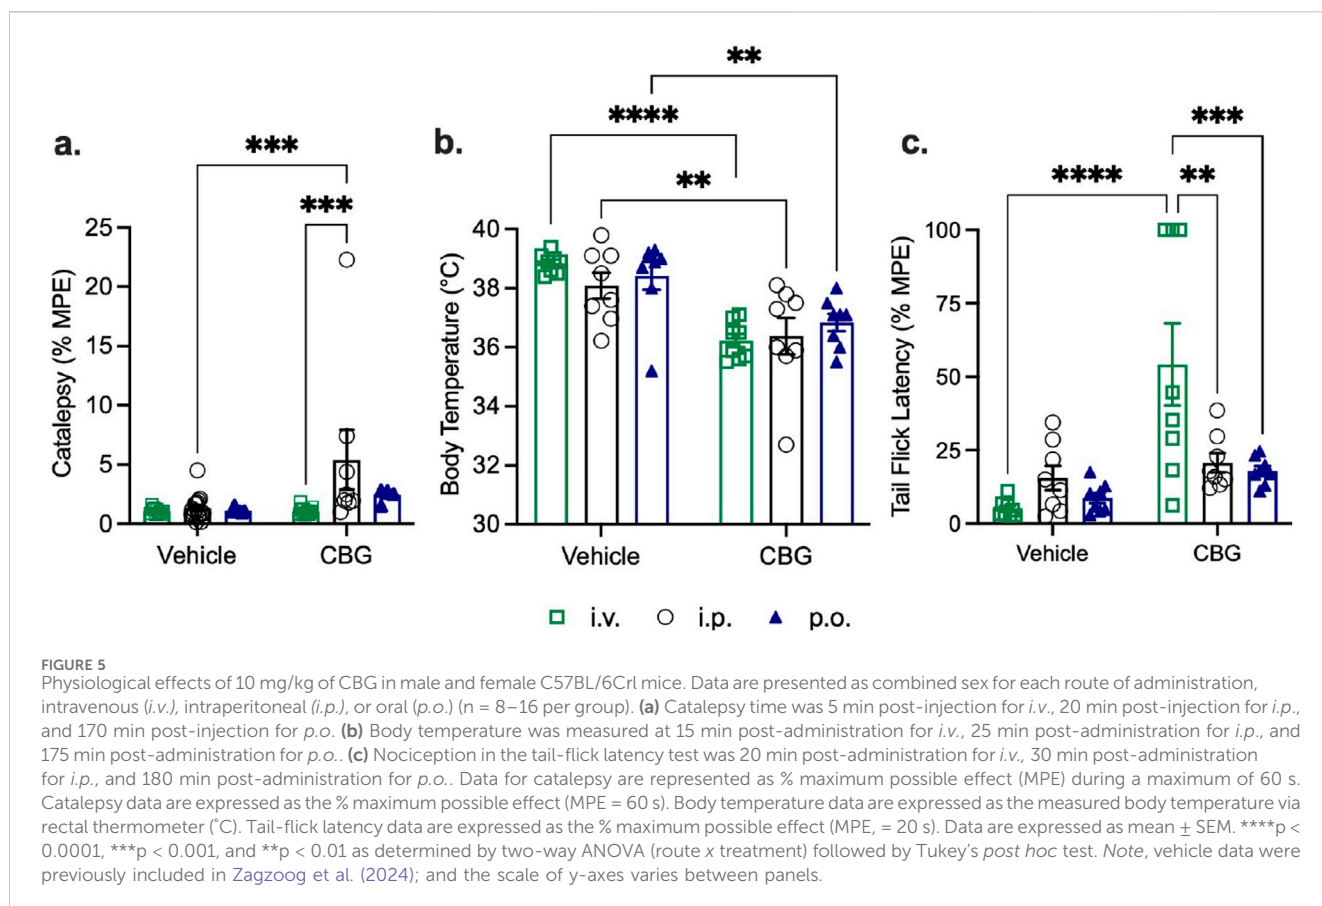 a.
***
***
Catalepsy (% MPE)
25
20
15
10
5
0
Vehicle
CBG
b.
**
****
**
Body Temperature (°C)
40
38
36
34
32
30
Vehicle
CBG
c.
***
****
**
Tail Flick Latency (% MPE)
100
75
50
25
0
Vehicle
CBG
i.v. i.p. p.o.
FIGURE 5
Physiological effects of 10 mg/kg of CBG in male and female C57BL/6Crl mice. Data are presented as combined sex for each route of administration,
intravenous (i.v.), intraperitoneal (i.p.), or oral (p.o.) (n = 8–16 per group). (a) Catalepsy time was 5 min post-injection for i.v., 20 min post-injection for i.p.,
and 170 min post-injection for p.o. (b) Body temperature was measured at 15 min post-administration for i.v., 25 min post-administration for i.p., and
175 min post-administration for p.o.. (c) Nociception in the tail-flick latency test was 20 min post-administration for i.v., 30 min post-administration
for i.p., and 180 min post-administration for p.o.. Data for catalepsy are represented as % maximum possible effect (MPE) during a maximum of 60 s.
Catalepsy data are expressed as the % maximum possible effect (MPE = 60 s). Body temperature data are expressed as the measured body temperature via
rectal thermometer (°C). Tail-flick latency data are expressed as the % maximum possible effect (MPE, = 20 s). Data are expressed as mean ± SEM. ****p <
0.0001, ***p < 0.001, and **p < 0.01 as determined by two-way ANOVA (route x treatment) followed by Tukey's post hoc test. Note, vehicle data were
previously included in Zagzoog et al. (2024); and the scale of y-axes varies between panels.